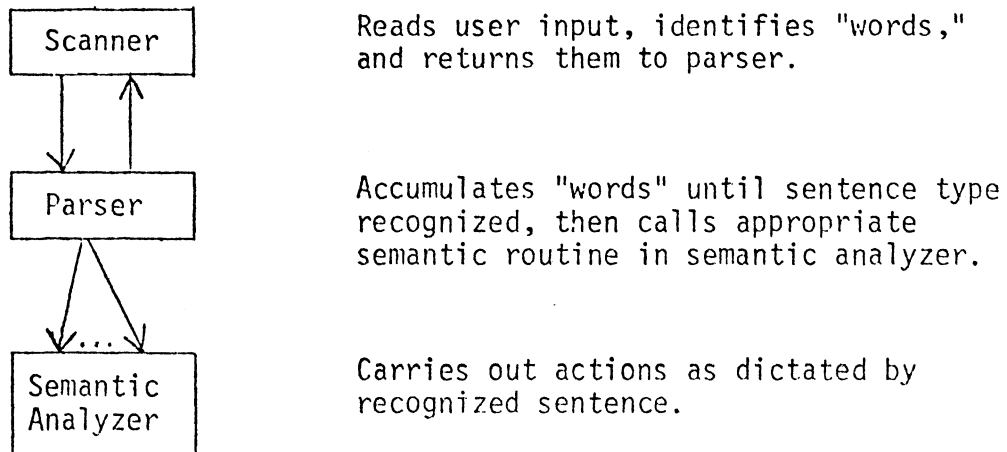 Scanner
Reads user input, identifies "words,"
and returns them to parser.
Parser
Accumulates "words" until sentence type
recognized, then calls appropriate
semantic routine in semantic analyzer.
...
Semantic
Analyzer
Carries out actions as dictated by
recognized sentence.